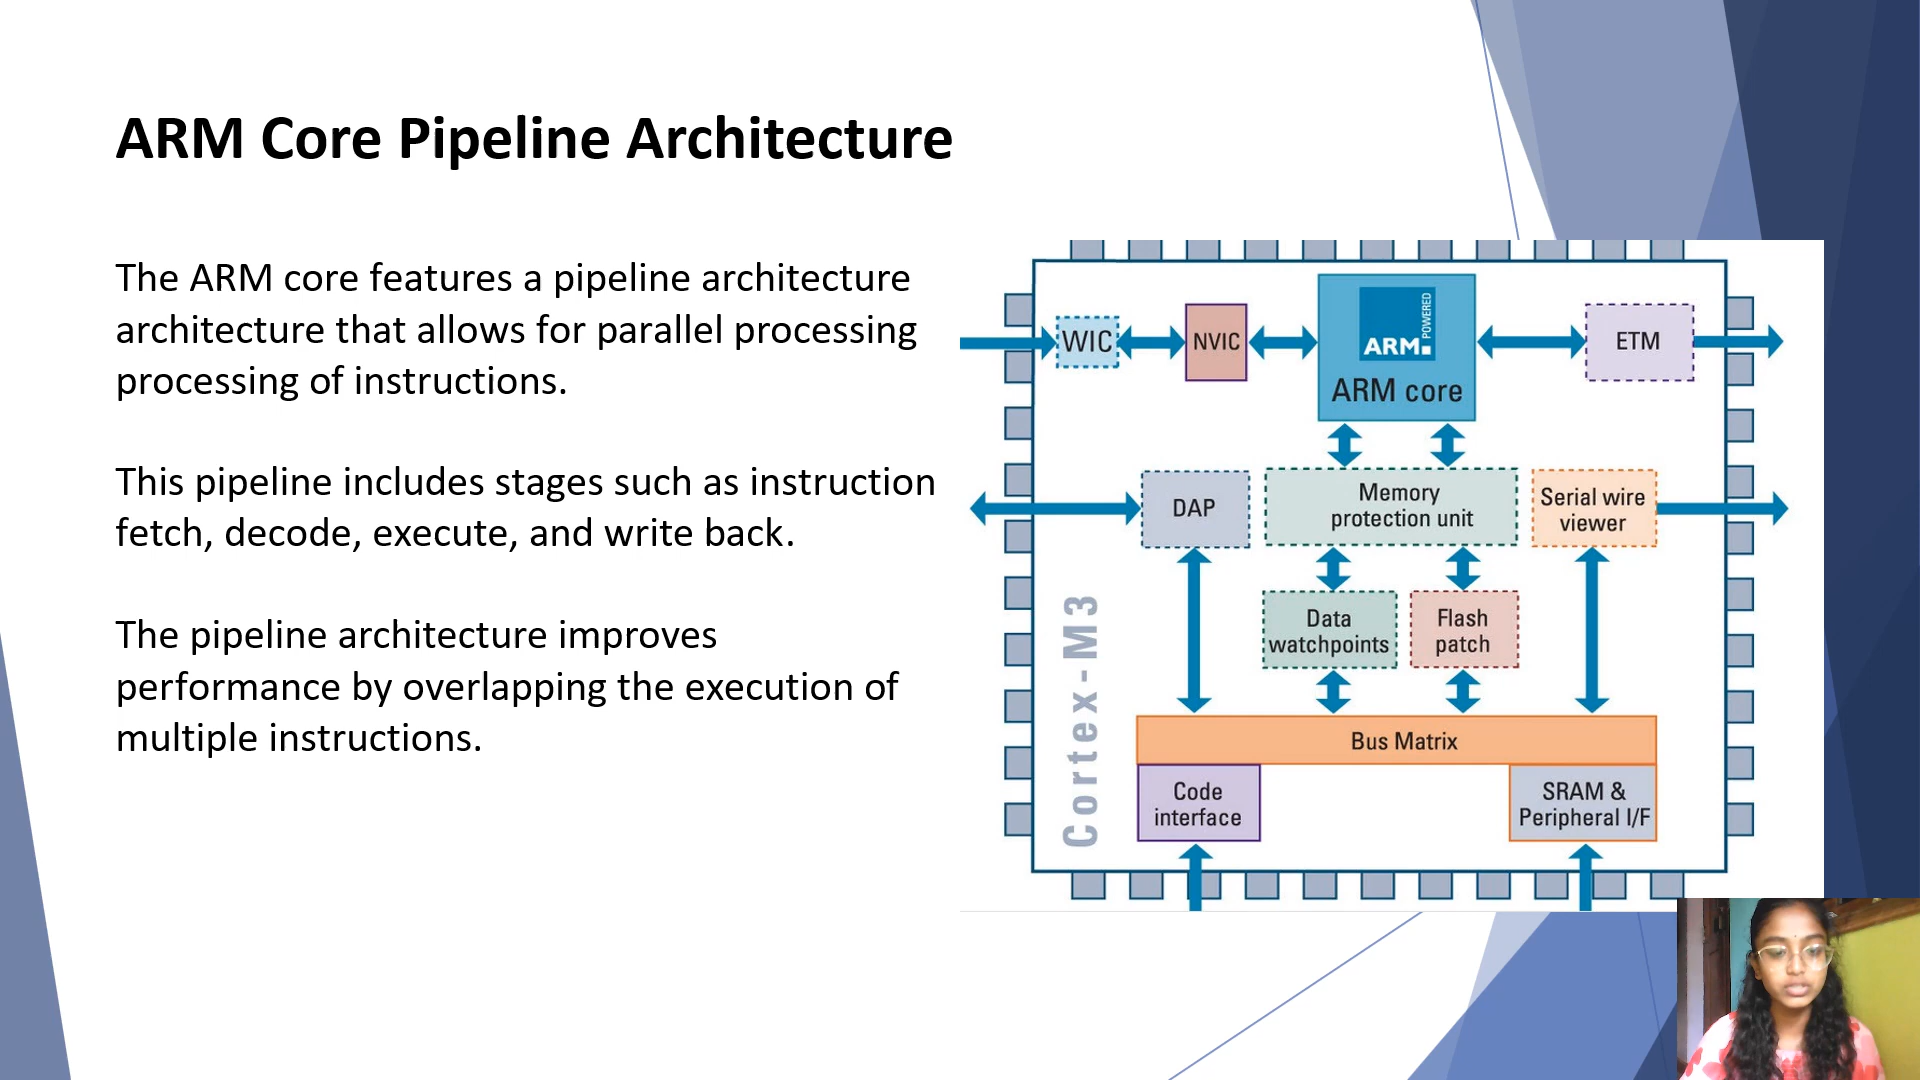 ARM Core Pipeline Architecture
The ARM core features a pipeline architecture
architecture that allows for parallel processing
processing of instructions.
This pipeline includes stages such as instruction
fetch, decode, execute, and write back.
The pipeline architecture improves
performance by overlapping the execution of
multiple instructions.
WIC
NVIC
ARM
POWERED
ARM core
ETM
DAP
Memory
protection unit
Serial wire
viewer
Data
watchpoints
Flash
patch
Cortex-M3
Bus Matrix
Code
interface
SRAM &
Peripheral I/F